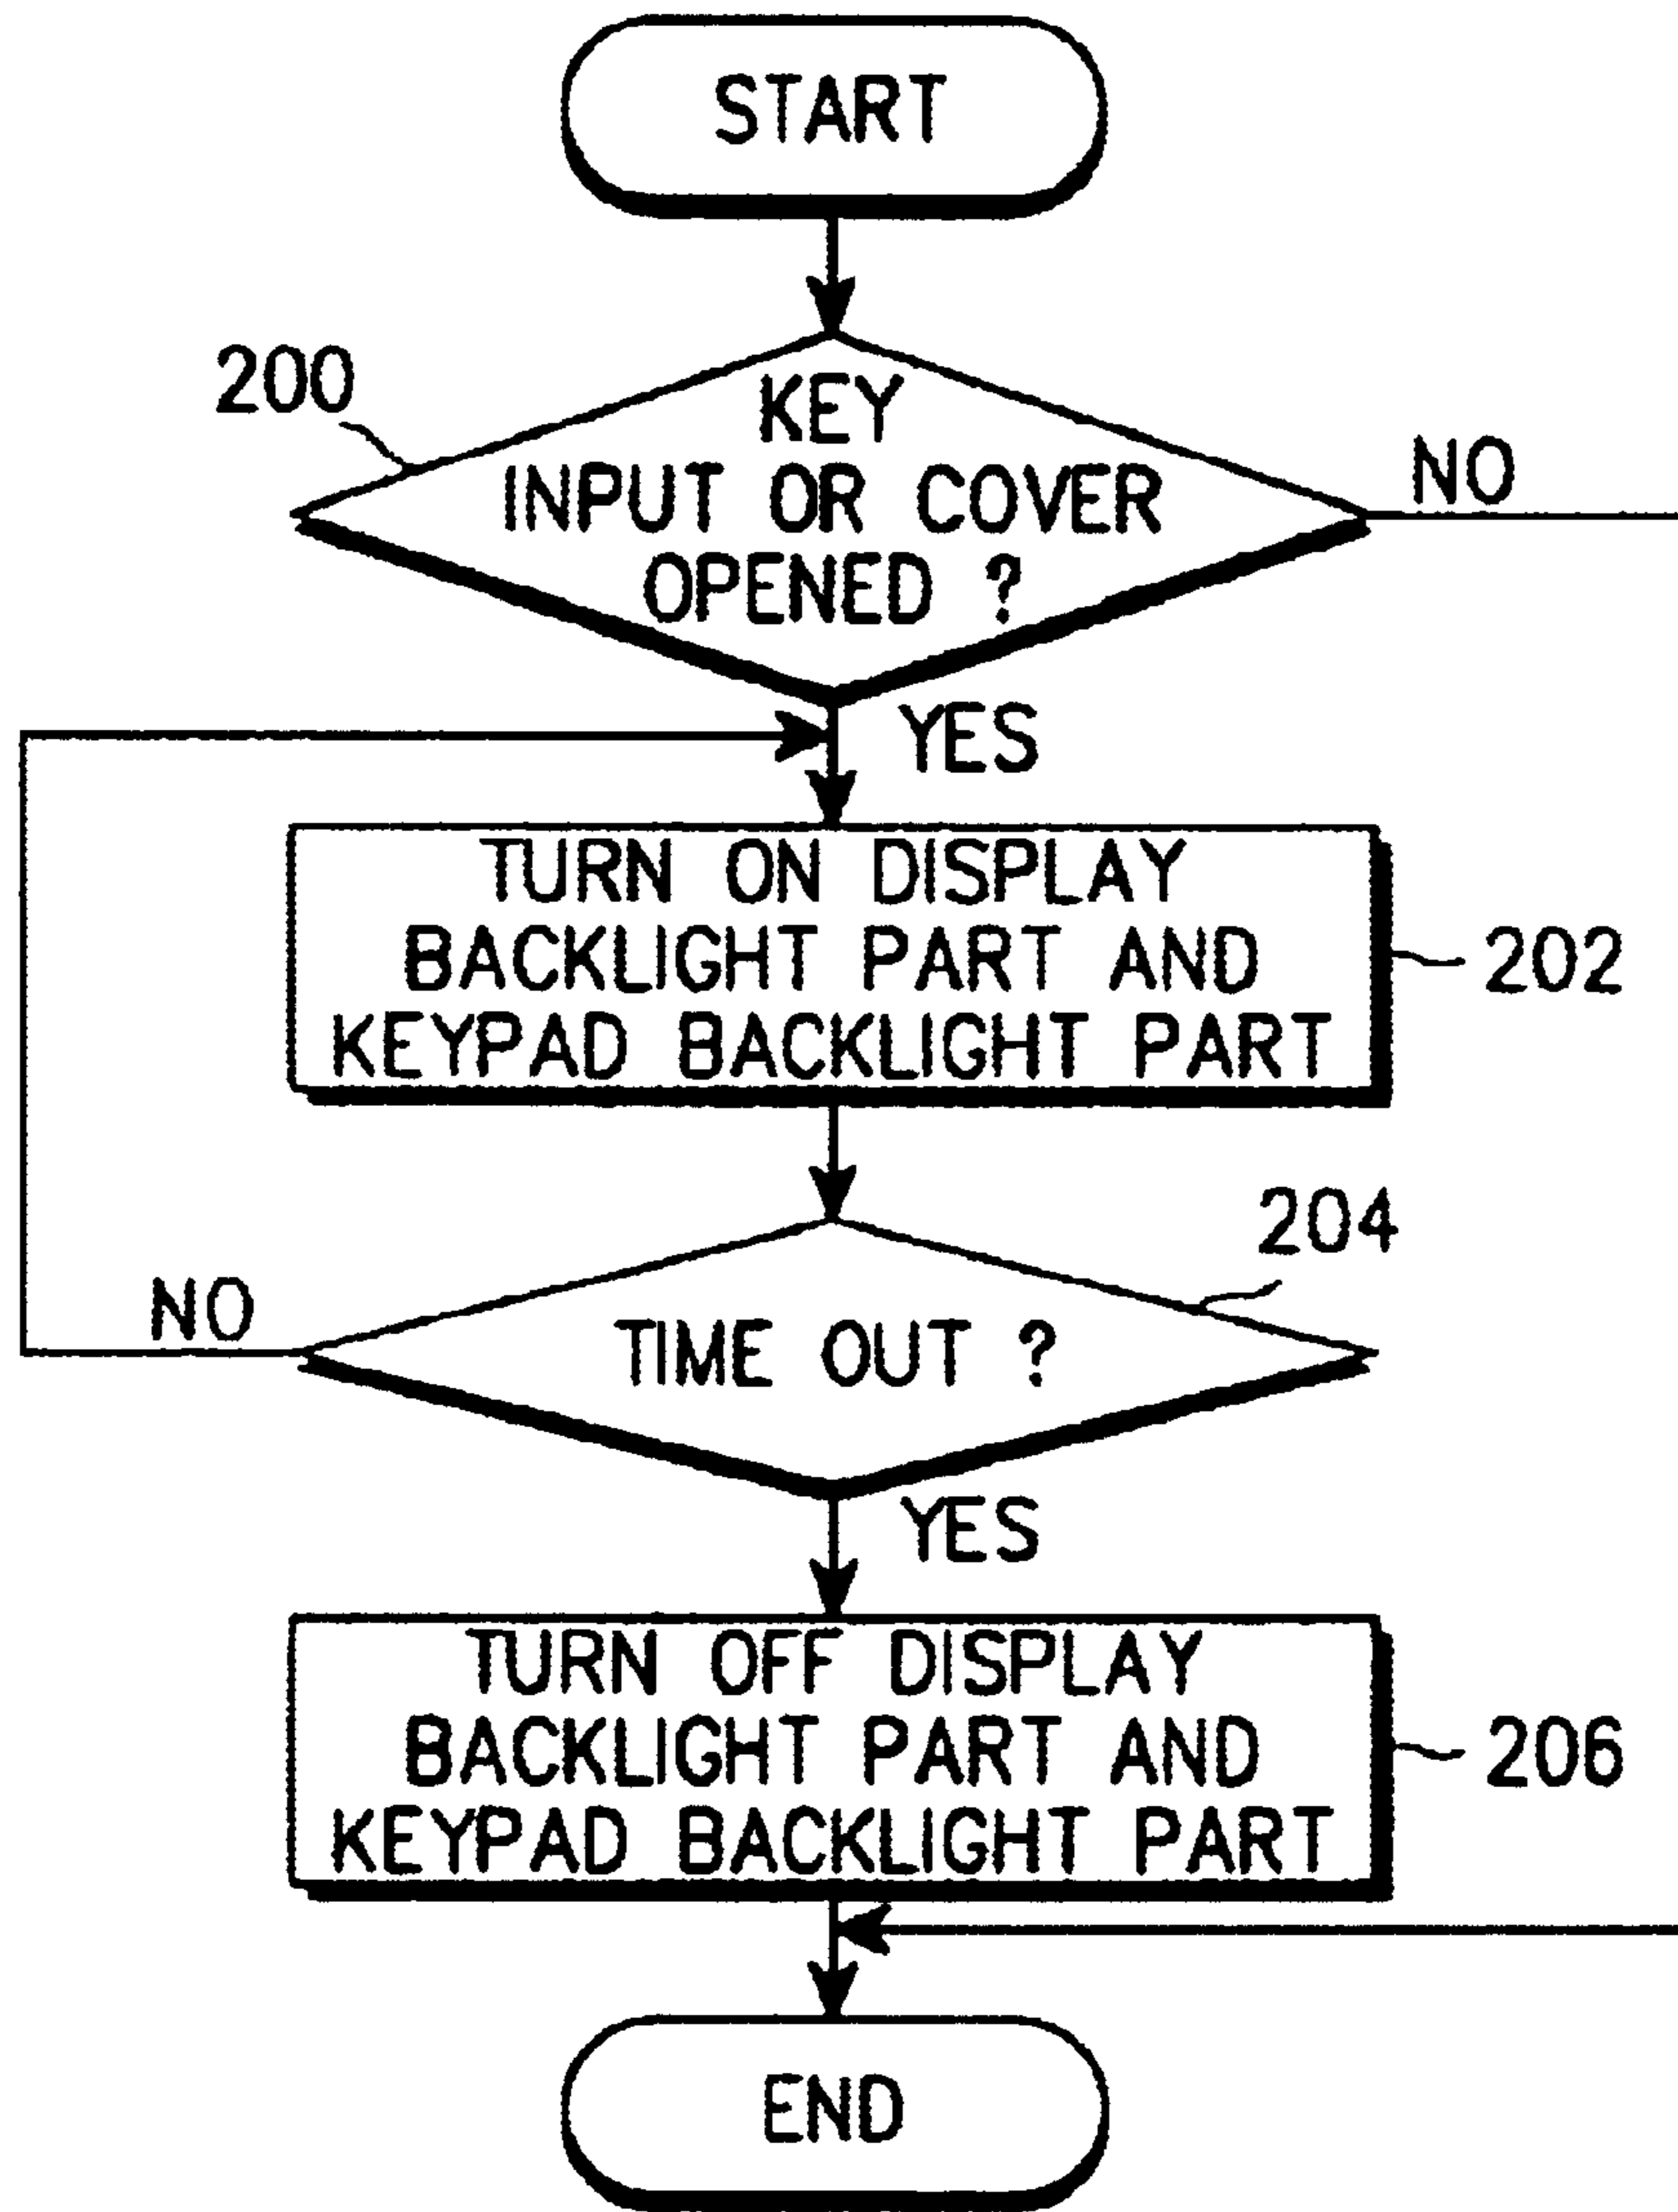 START
200
KEY
INPUT OR COVER
OPENED ?
NO
YES
TURN ON DISPLAY
BACKLIGHT PART AND
KEYPAD BACKLIGHT PART
202
204
NO
TIME OUT ?
YES
TURN OFF DISPLAY
BACKLIGHT PART AND
KEYPAD BACKLIGHT PART
206
END